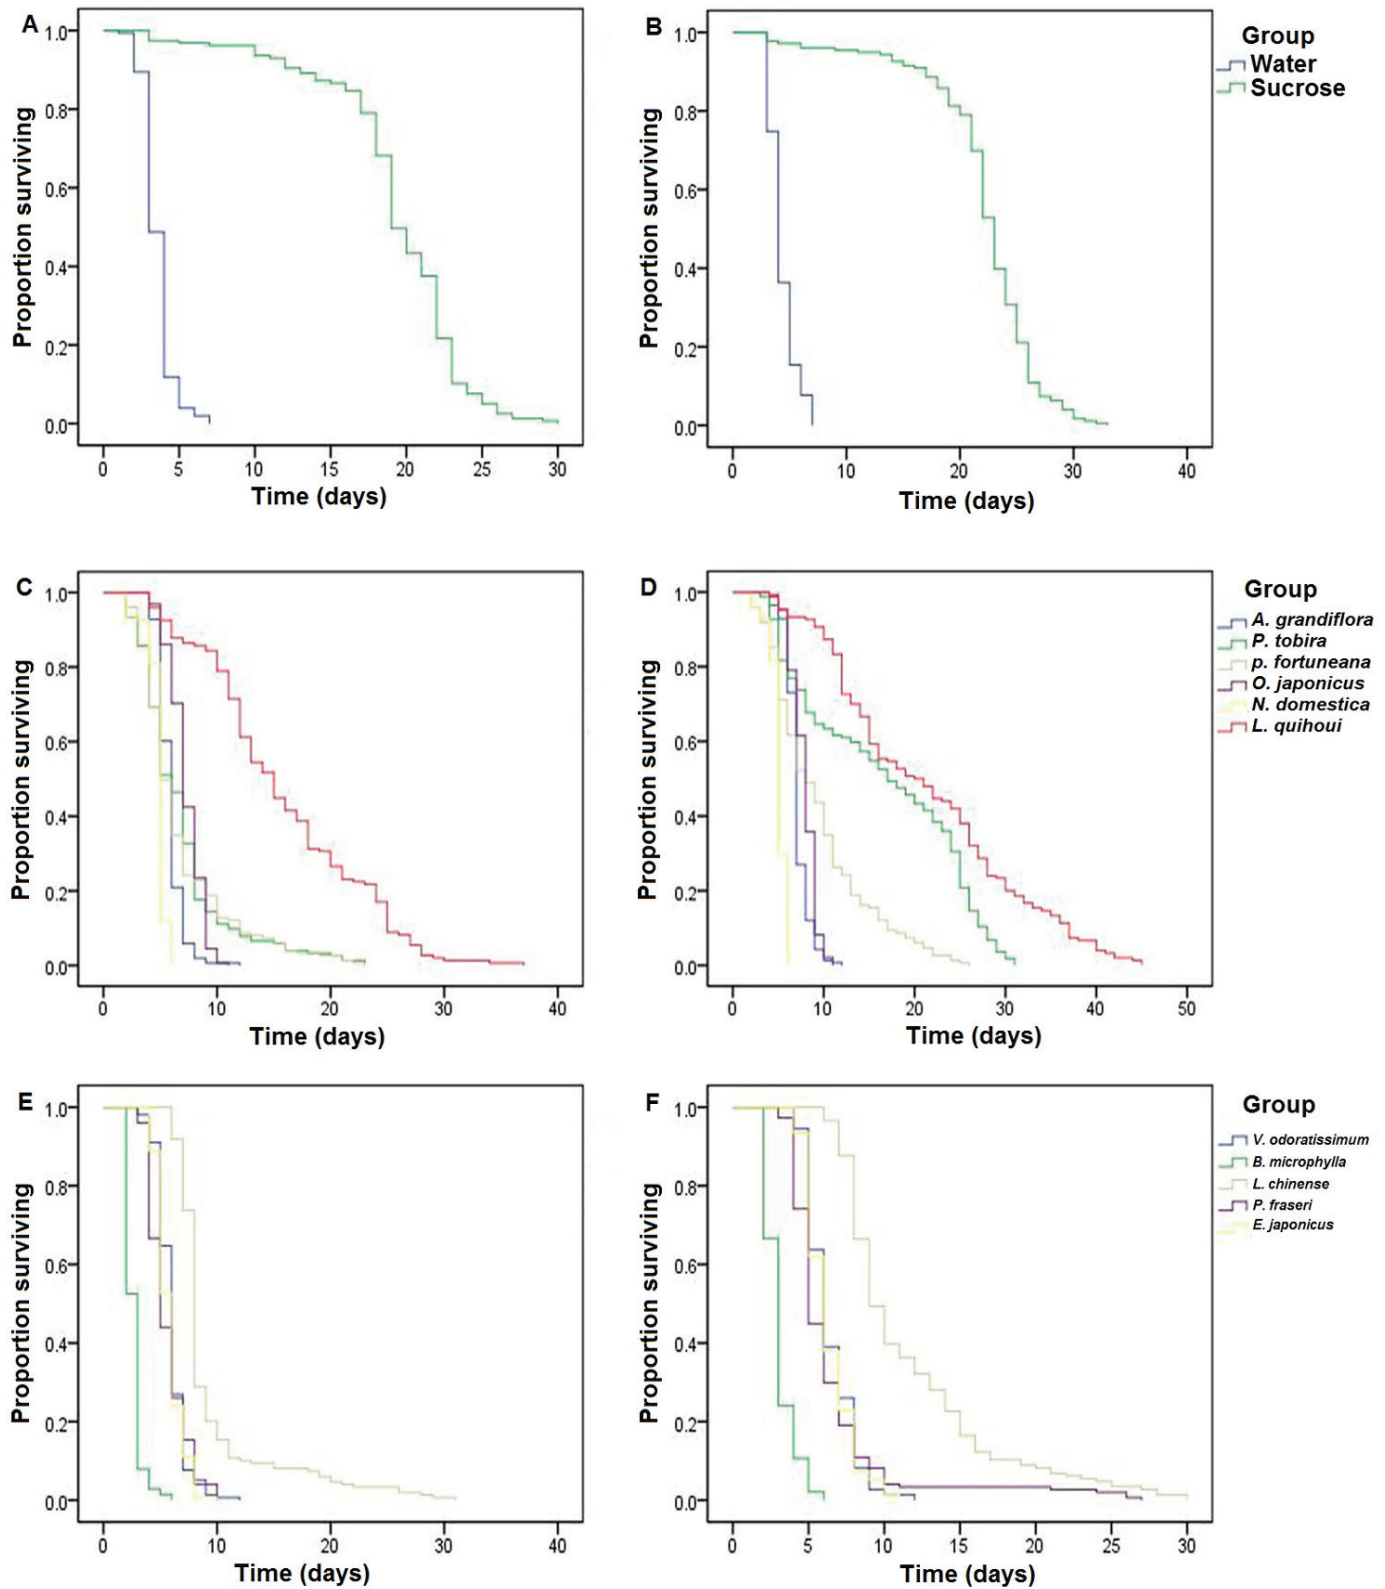 A
1.0
0.8
0.6
0.4
0.2
0.0
Proportion surviving
0 5 10 15 20 25 30
Time (days)
B
1.0
0.8
0.6
0.4
0.2
0.0
Proportion surviving
0 10 20 30 40
Time (days)
Group
Water
Sucrose
C
1.0
0.8
0.6
0.4
0.2
0.0
Proportion surviving
0 10 20 30 40
Time (days)
D
1.0
0.8
0.6
0.4
0.2
0.0
Proportion surviving
0 10 20 30 40 50
Time (days)
Group
A. grandiflora
P. tobira
p. fortuneana
O. japonicus
N. domestica
L. quihoui
E
1.0
0.8
0.6
0.4
0.2
0.0
Proportion surviving
0 10 20 30 40
Time (days)
F
1.0
0.8
0.6
0.4
0.2
0.0
Proportion surviving
0 5 10 15 20 25 30
Time (days)
Group
V. odoratissimum
B. microphylla
L. chinense
P. fraseri
E. japonicus